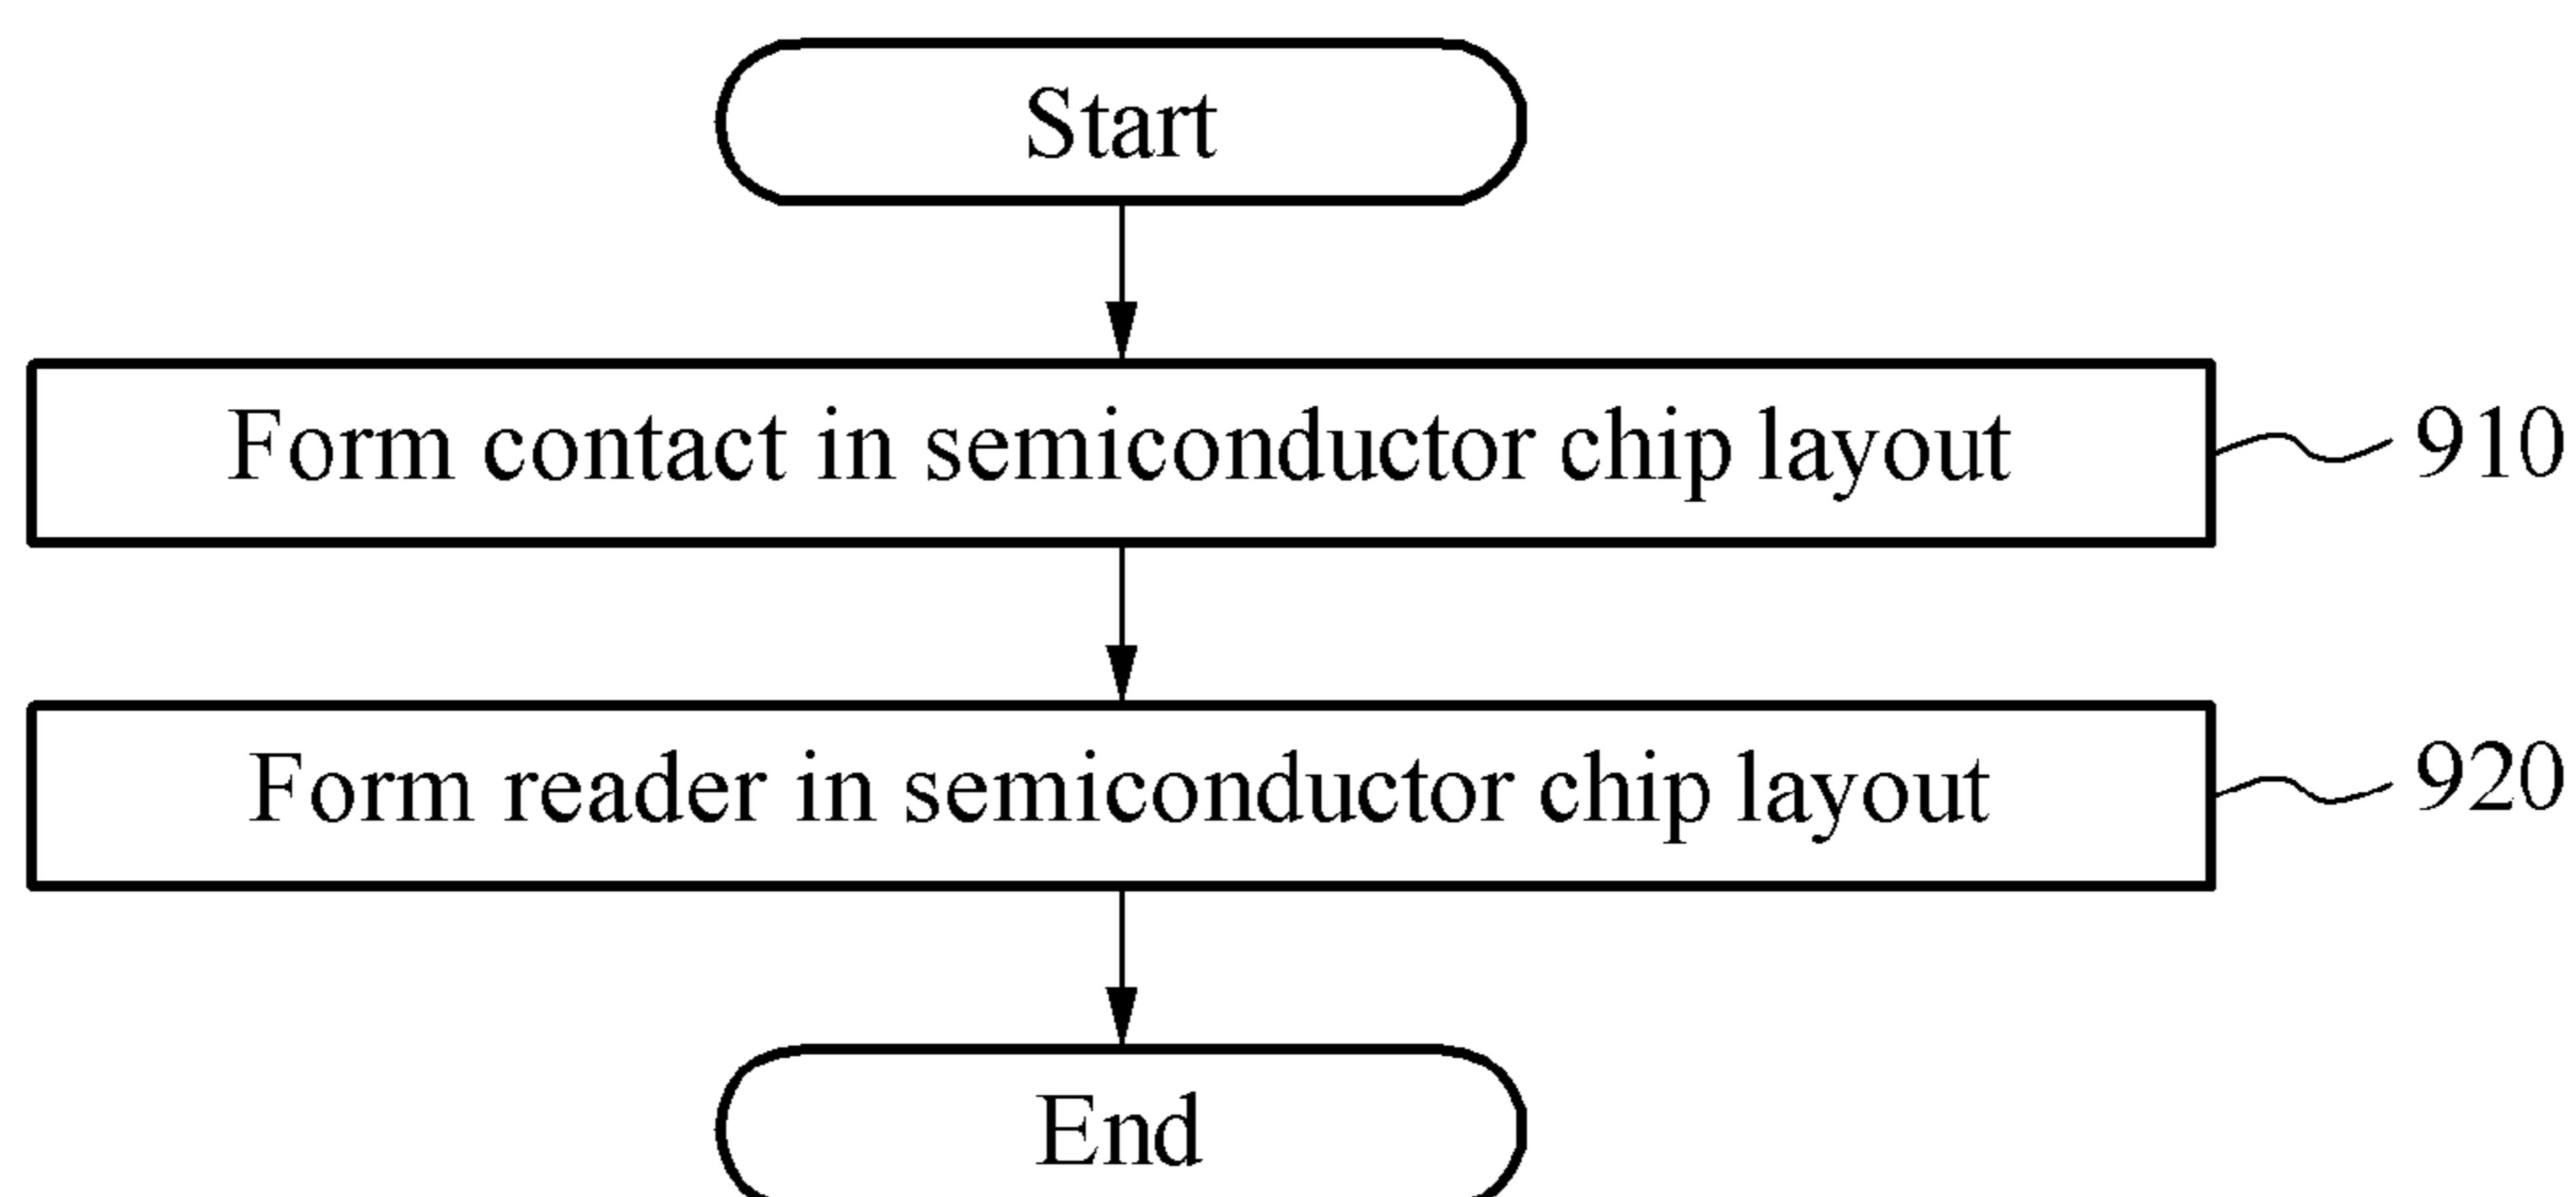 Start
Form contact in semiconductor chip layout
910
Form reader in semiconductor chip layout
920
End